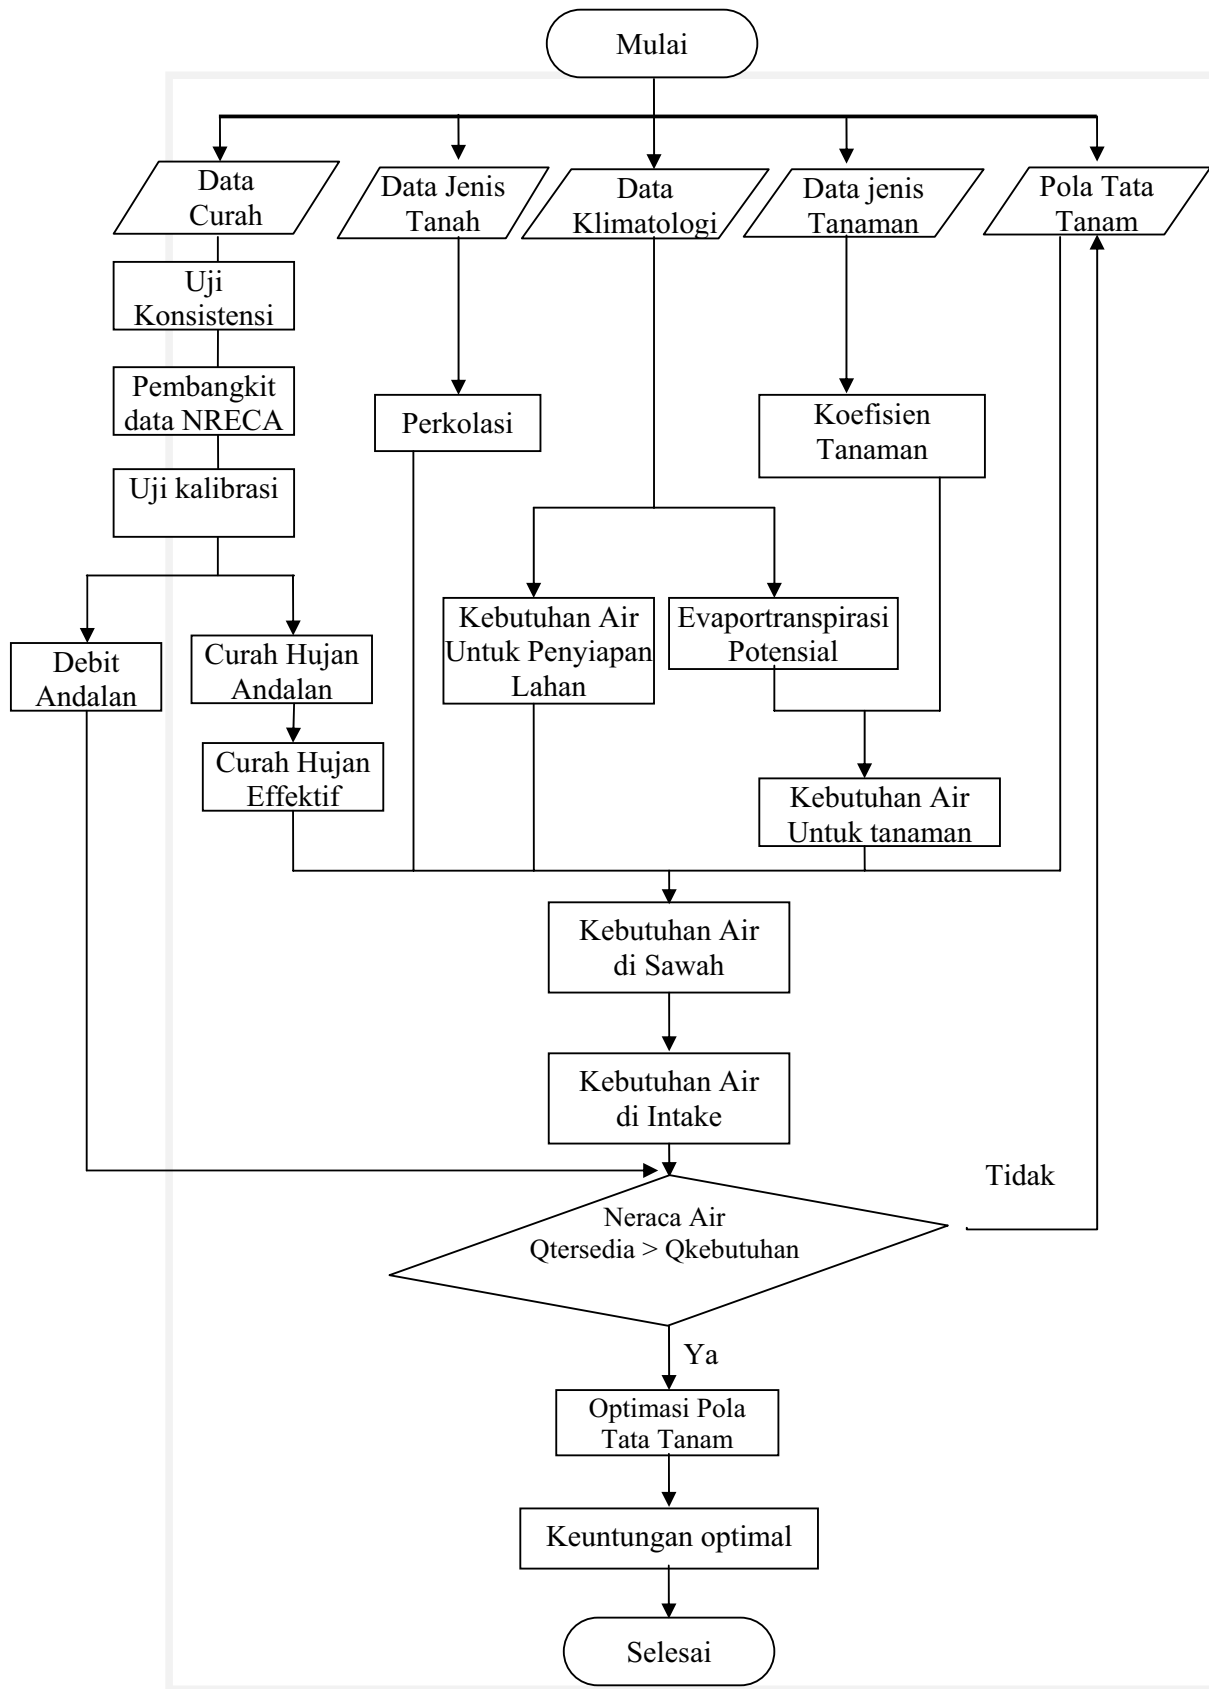 Mulai
Data
Curah
Data Jenis
Tanah
Data
Klimatologi
Data jenis
Tanaman
Pola Tata
Tanam
Uji
Konsistensi
Pembangkit
data NRECA
Perkolasi
Koefisien
Tanaman
Uji kalibrasi
Debit
Andalan
Curah Hujan
Andalan
Kebutuhan Air
Untuk Penyiapan
Lahan
Evaportranspirasi
Potensial
Curah Hujan
Effektif
Kebutuhan Air
Untuk tanaman
Kebutuhan Air
di Sawah
Kebutuhan Air
di Intake
Tidak
Neraca Air
Qtersedia > Qkebutuhan
Ya
Optimasi Pola
Tata Tanam
Keuntungan optimal
Selesai